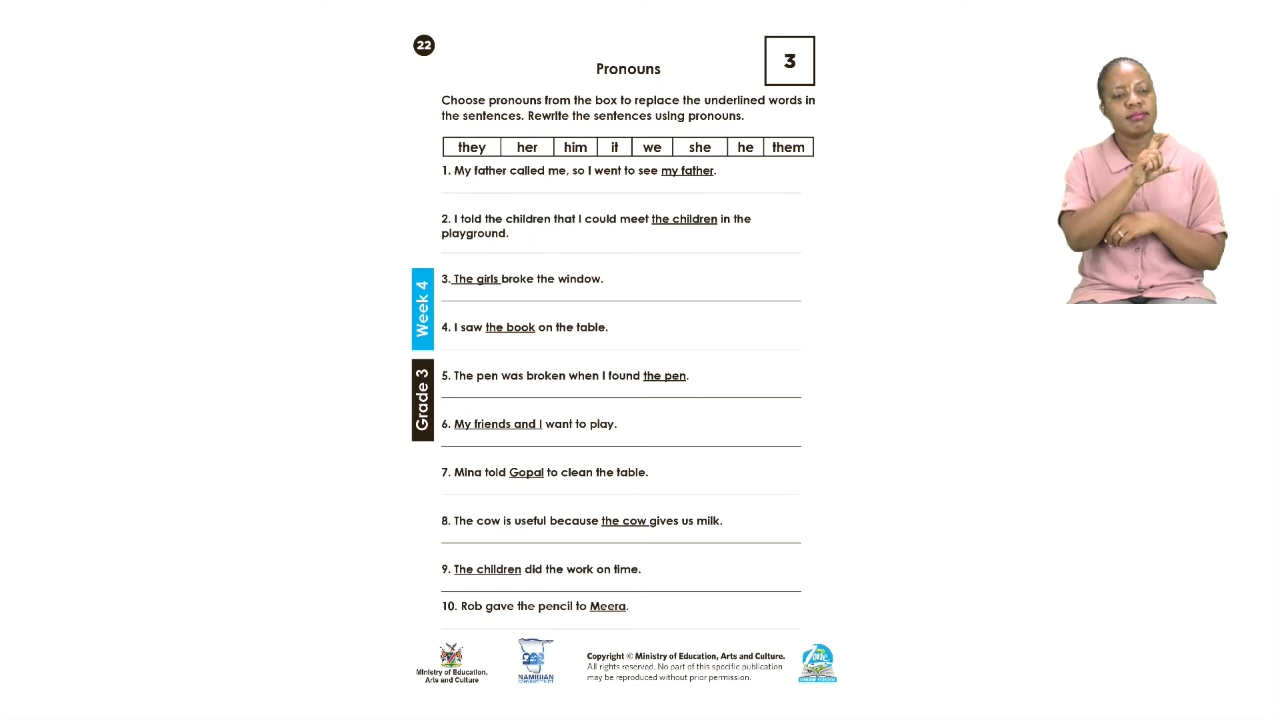 22
3
Pronouns
Choose pronouns from the box to replace the underlined words in
the sentences. Rewrite the sentences using pronouns.
they her him it we she he them
1. My father called me, so I went to see my father.
2. I told the children that I could meet the children in the
playground.
3. The girls broke the window.
4. I saw the book on the table.
5. The pen was broken when I found the pen.
6. My friends and I want to play.
7. Mina told Gopal to clean the table.
8. The cow is useful because the cow gives us milk.
9. The children did the work on time.
10. Rob gave the pencil to Meera.
Week 4
Grade 3
Ministry of Education,
Arts and Culture
NAMIBIAN
Copyright © Ministry of Education, Arts and Culture.
All rights reserved. No part of this specific publication
may be reproduced without prior permission.
Zone
ONLINE SCHOOL